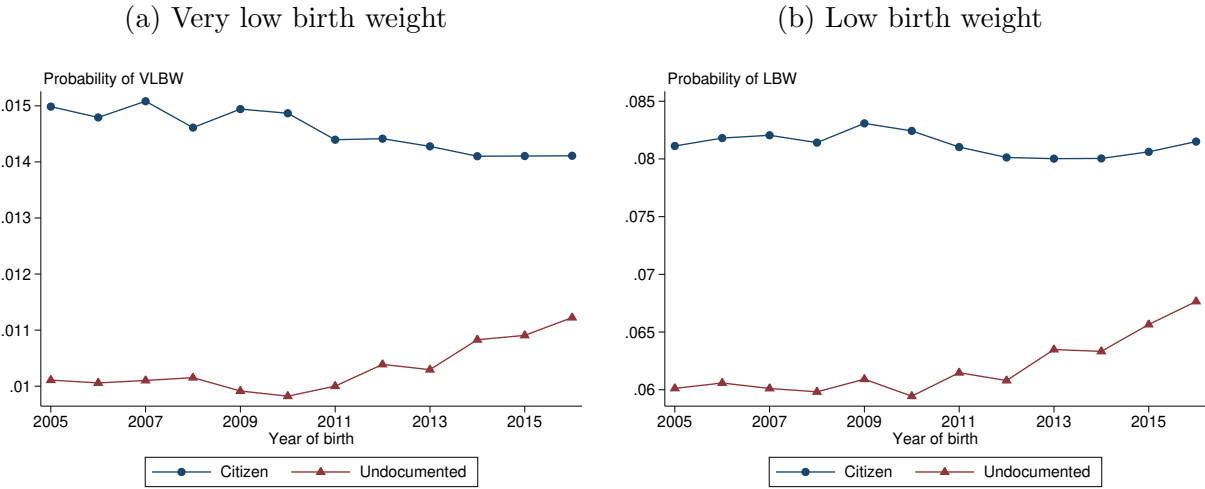 (a) Very low birth weight
Probability of VLBW
.015
.014
.013
.012
.011
.01
2005 2007 2009 2011 2013 2015
Year of birth
Citizen Undocumented
(b) Low birth weight
Probability of LBW
.085
.08
.075
.07
.065
.06
2005 2007 2009 2011 2013 2015
Year of birth
Citizen Undocumented